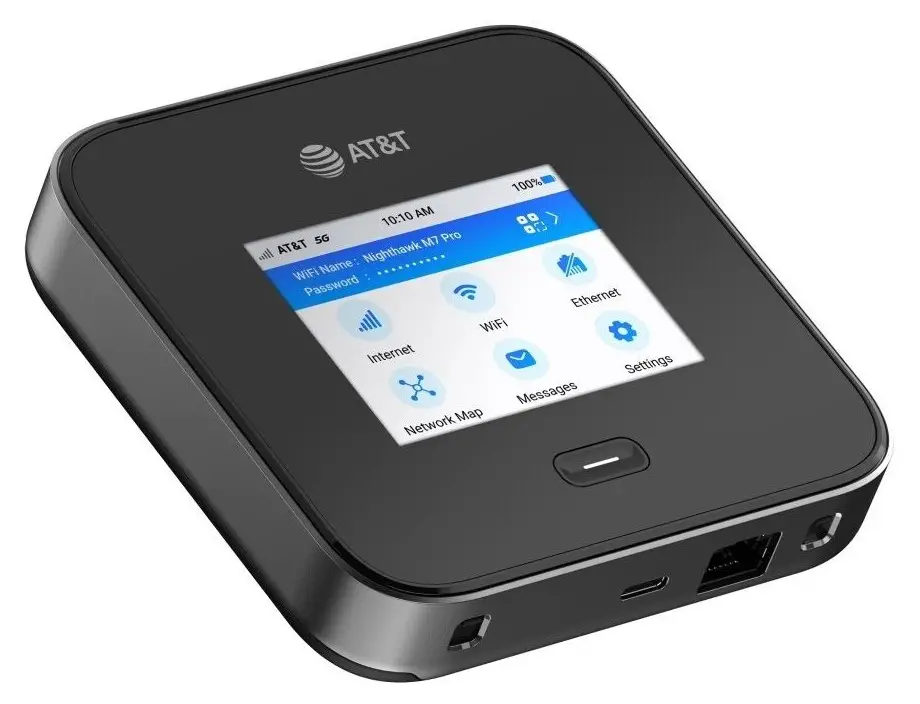 AT&T
AT&T 5G 10:10 AM 100%
WiFi Name : Nighthawk M7 Pro
Password : ••••••••••
Internet WiFi Ethernet
Network Map Messages Settings